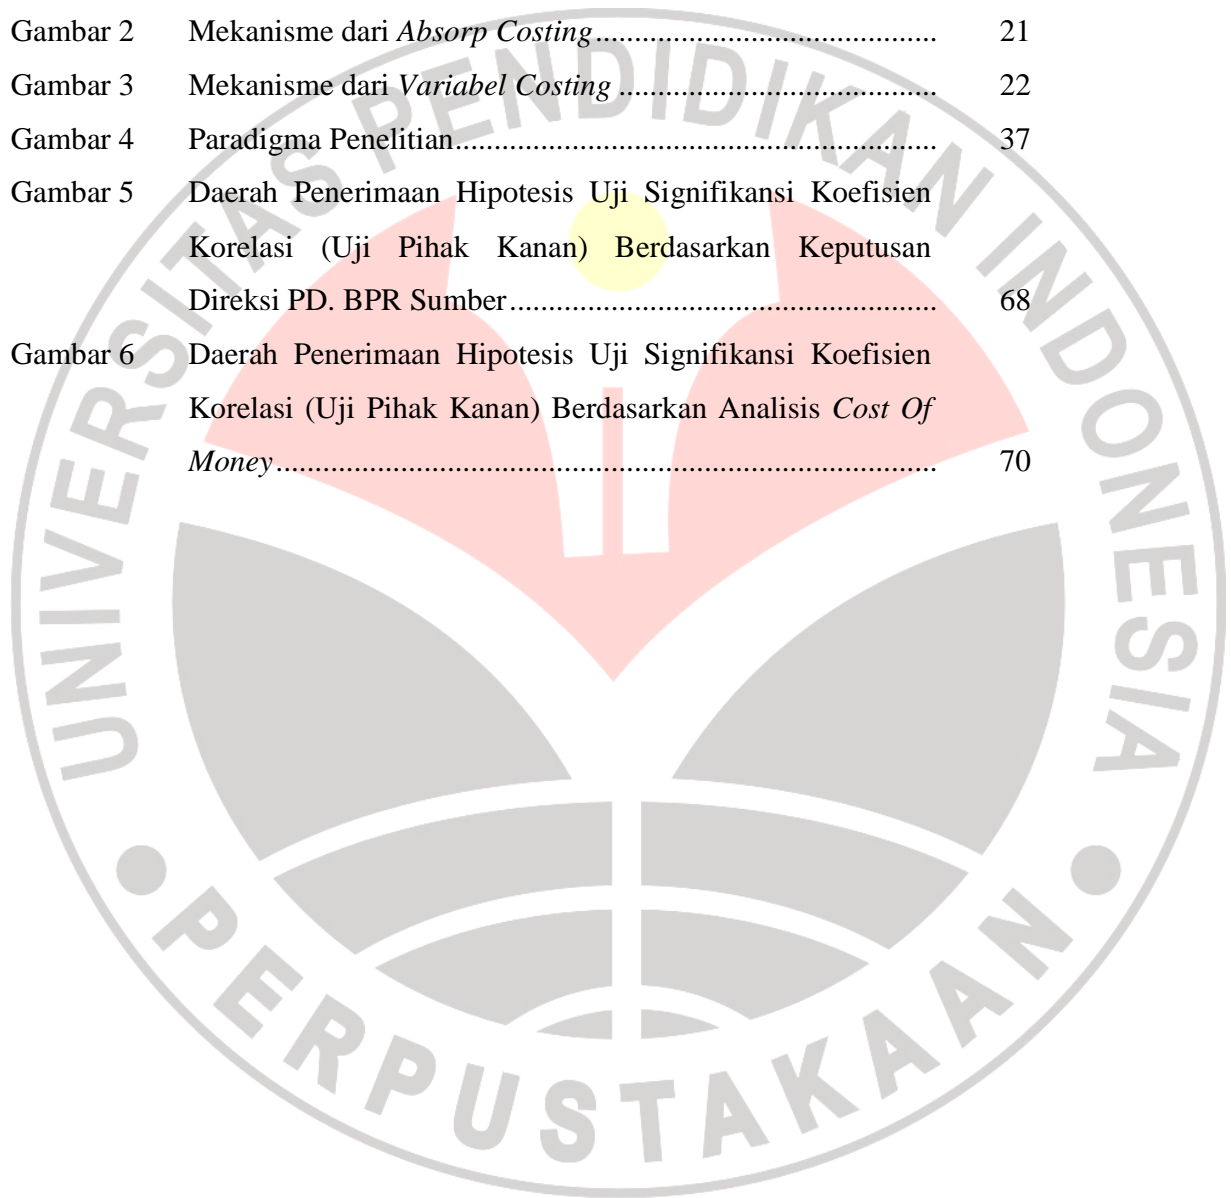 Gambar 2 Mekanisme dari Absorp Costing............................................ 21
Gambar 3 Mekanisme dari Variabel Costing ......................................... 22
Gambar 4 Paradigma Penelitian.............................................................. 37
Gambar 5 Daerah Penerimaan Hipotesis Uji Signifikansi Koefisien
Korelasi (Uji Pihak Kanan) Berdasarkan Keputusan
Direksi PD. BPR Sumber....................................................... 68
Gambar 6 Daerah Penerimaan Hipotesis Uji Signifikansi Koefisien
Korelasi (Uji Pihak Kanan) Berdasarkan Analisis Cost Of
Money..................................................................................... 70
UNIVERSITAS PENDIDIKAN INDONESIA
PERPUSTAKAAN